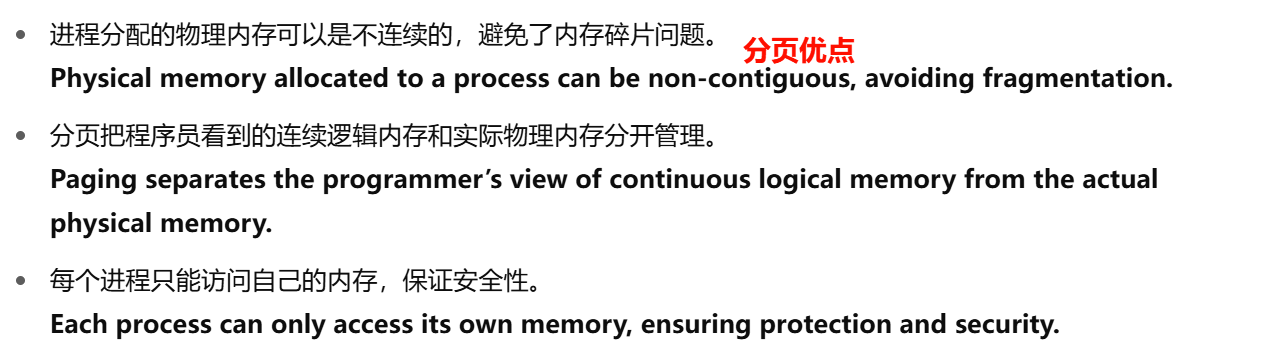 进程分配的物理内存可以是不连续的，避免了内存碎片问题。
分页优点
Physical memory allocated to a process can be non-contiguous, avoiding fragmentation.
分页把程序员看到的连续逻辑内存和实际物理内存分开管理。
Paging separates the programmer’s view of continuous logical memory from the actual
physical memory.
每个进程只能访问自己的内存，保证安全性。
Each process can only access its own memory, ensuring protection and security.